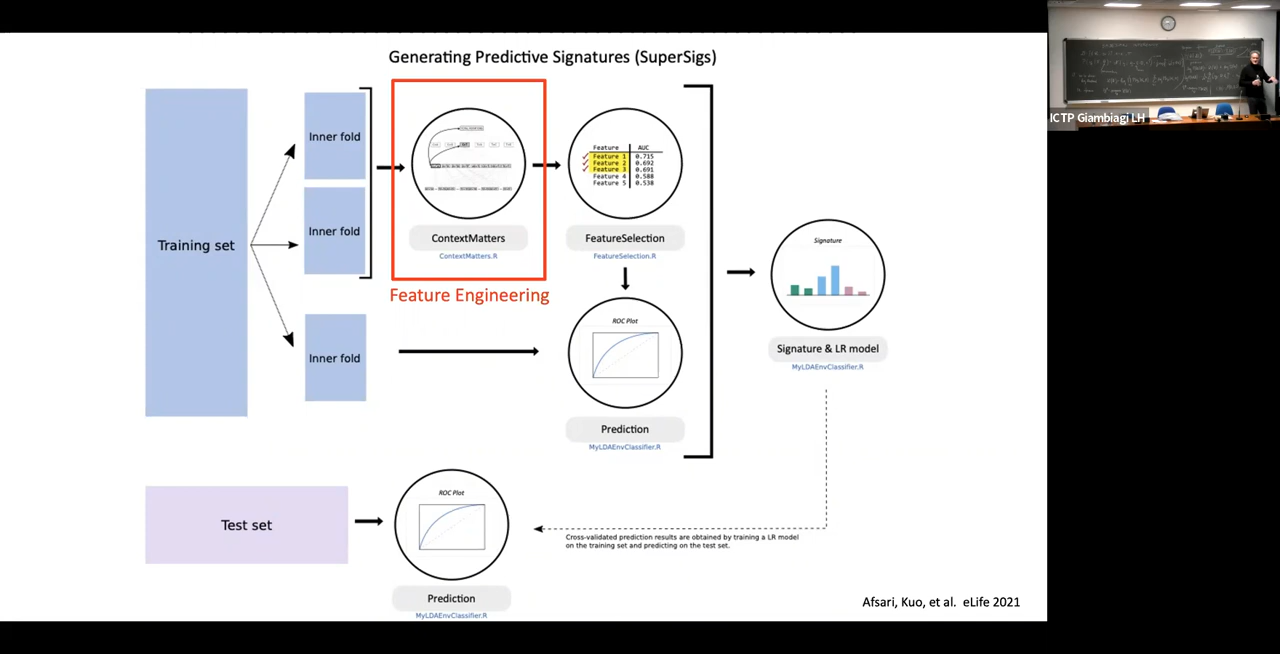 Generating Predictive Signatures (SuperSigs)
ICTP Giambiagi LH
Training set
Inner fold
Inner fold
Inner fold
ContextMatters
ContextMatters.R
Feature Engineering
Feature AUC
Feature 1 0.715
Feature 2 0.692
Feature 3 0.691
Feature 4 0.588
Feature 5 0.538
FeatureSelection
FeatureSelection.R
ROC Plot
Prediction
MyLDAEnvClassifier.R
Signature
Signature & LR model
MyLDAEnvClassifier.R
Test set
ROC Plot
Prediction
MyLDAEnvClassifier.R
Cross-validated prediction results are obtained by training a LR model
on the training set and predicting on the test set.
Afsari, Kuo, et al. eLife 2021